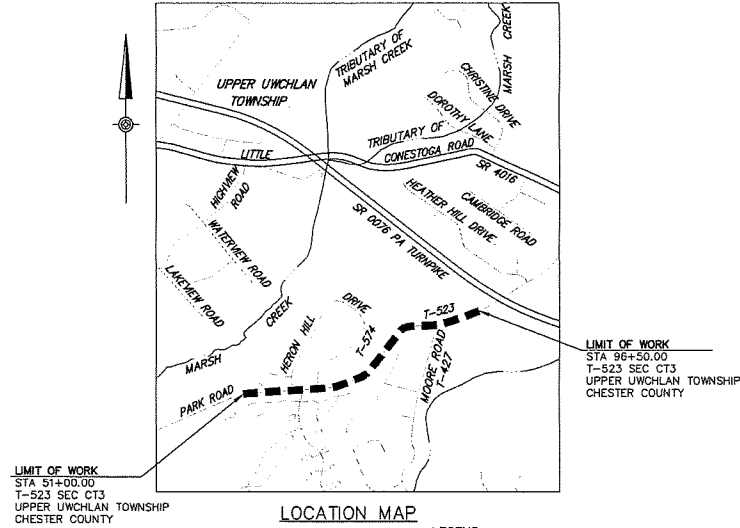 MARSH CREEK
TRIBUTARY OF
MARSH CREEK
UPPER UWCHLAN
TOWNSHIP
CHRISTINE DRIVE
DOROTHY LANE
TRIBUTARY OF
LITTLE
CONESTOGA ROAD
SR 4016
HIGHVIEW
ROAD
HEATHER HILL DRIVE
CAMBRIDGE ROAD
SR 0076 PA TURNPIKE
WATERVIEW ROAD
LAKEVIEW ROAD
MARSH CREEK
HERON HILL DRIVE
T-574
T-523
MOORE ROAD
T-427
PARK ROAD
LIMIT OF WORK
STA 96+50.00
T-523 SEC CT3
UPPER UWCHLAN TOWNSHIP
CHESTER COUNTY
LIMIT OF WORK
STA 51+00.00
T-523 SEC CT3
UPPER UWCHLAN TOWNSHIP
CHESTER COUNTY
LOCATION MAP